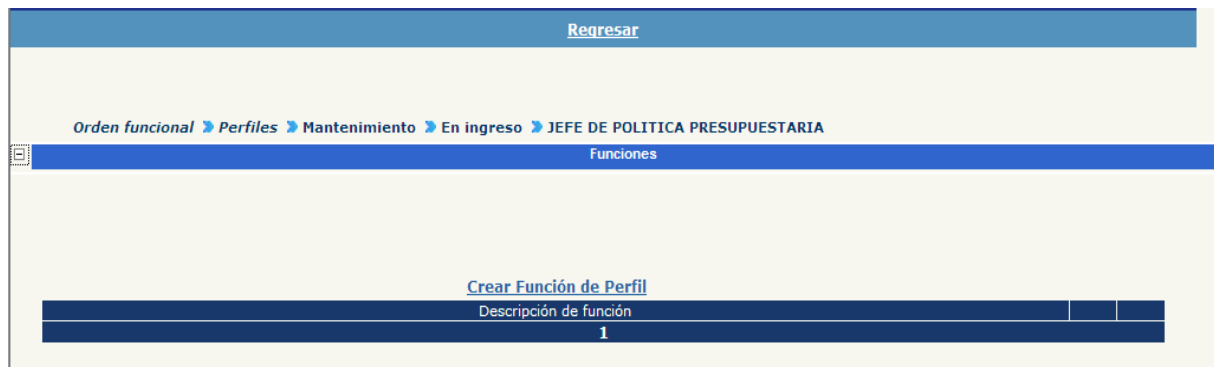 Regresar
Orden funcional Perfiles Mantenimiento En ingreso JEFE DE POLITICA PRESUPUESTARIA
Funciones
Crear Función de Perfil
Descripción de función
1